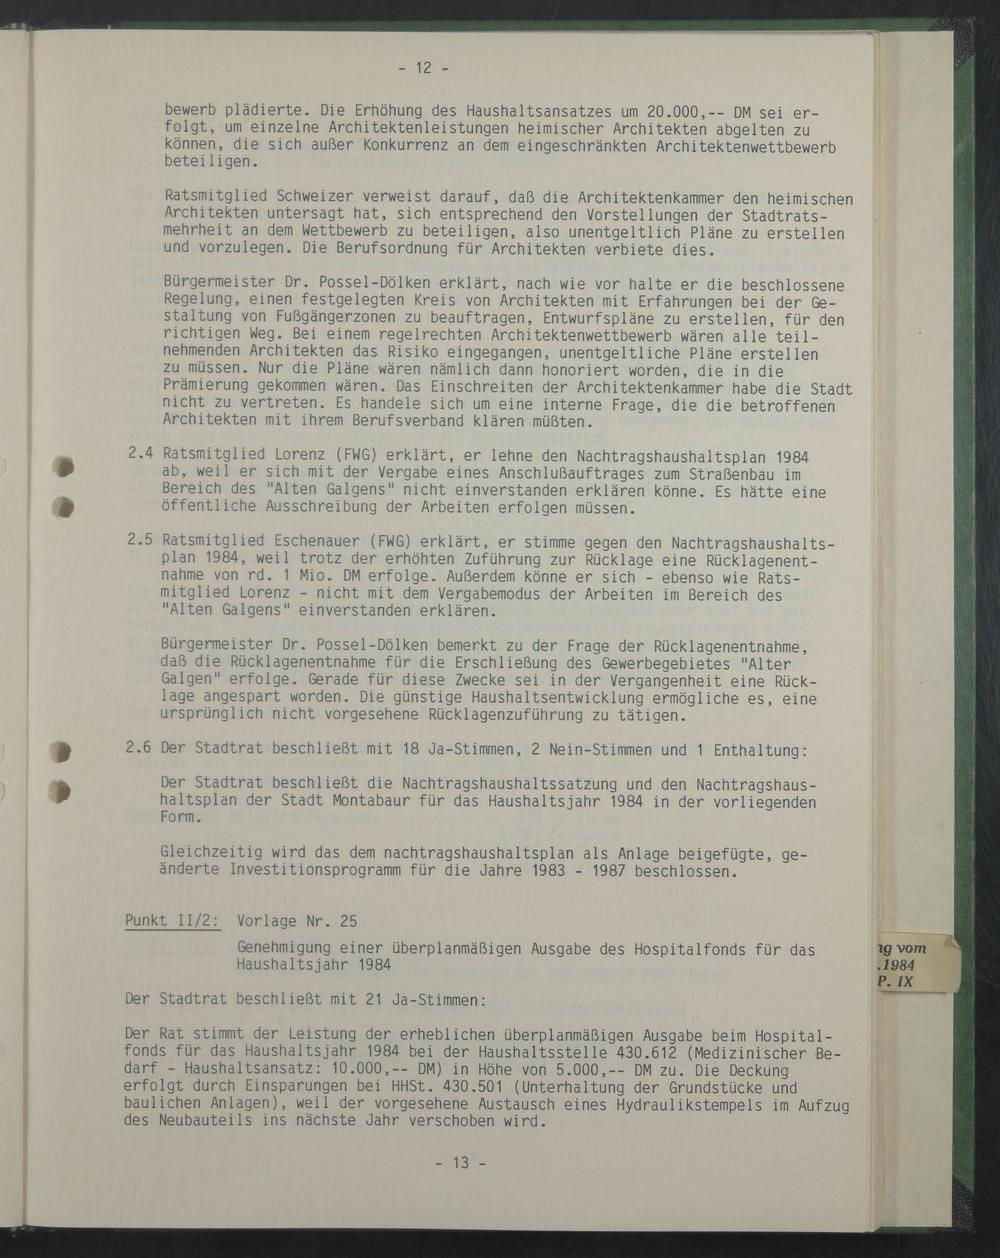 - 12 -
bewerb plädierte. Die Erhöhung des Haushaltsansatzes um 20.000,-- DM sei er-
folgt, um einzelne Architektenleistungen heimischer Architekten abgelten zu
können, die sich außer Konkurrenz an dem eingeschränkten Architektenwettbewerb
beteiligen.
Ratsmitglied Schweizer verweist darauf, daß die Architektenkammer den heimischen
Architekten untersagt hat, sich entsprechend den Vorstellungen der Stadtrats-
mehrheit an dem Wettbewerb zu beteiligen, also unentgeltlich Pläne zu erstellen
und vorzulegen. Die Berufsordnung für Architekten verbiete dies.
Bürgermeister Dr. Possel-Dölken erklärt, nach wie vor halte er die beschlossene
Regelung, einen festgelegten Kreis von Architekten mit Erfahrungen bei der Ge-
staltung von Fußgängerzonen zu beauftragen, Entwurfspläne zu erstellen, für den
richtigen Weg. Bei einem regelrechten Architektenwettbewerb wären alle teil-
nehmenden Architekten das Risiko eingegangen, unentgeltliche Pläne erstellen
zu müssen. Nur die Pläne wären nämlich dann honoriert worden, die in die
Prämierung gekommen wären. Das Einschreiten der Architektenkammer habe die Stadt
nicht zu vertreten. Es handele sich um eine interne Frage, die die betroffenen
Architekten mit ihrem Berufsverband klären müßten.
2.4 Ratsmitglied Lorenz (FWG) erklärt, er lehne den Nachtragshaushaltsplan 1984
ab, weil er sich mit der Vergabe eines Anschlußauftrages zum Straßenbau im
Bereich des "Alten Galgens" nicht einverstanden erklären könne. Es hätte eine
öffentliche Ausschreibung der Arbeiten erfolgen müssen.
2.5 Ratsmitglied Eschenauer (FWG) erklärt, er stimme gegen den Nachtragshaushalts-
plan 1984, weil trotz der erhöhten Zuführung zur Rücklage eine Rücklagenent-
nahme von rd. 1 Mio. DM erfolge. Außerdem könne er sich - ebenso wie Rats-
mitglied Lorenz - nicht mit dem Vergabemodus der Arbeiten im Bereich des
"Alten Galgens" einverstanden erklären.
Bürgermeister Dr. Possel-Dölken bemerkt zu der Frage der Rücklagenentnahme,
daß die Rücklagenentnahme für die Erschließung des Gewerbegebietes "Alter
Galgen" erfolge. Gerade für diese Zwecke sei in der Vergangenheit eine Rück-
lage angespart worden. Die günstige Haushaltsentwicklung ermögliche es, eine
ursprünglich nicht vorgesehene Rücklagenzuführung zu tätigen.
2.6 Der Stadtrat beschließt mit 18 Ja-Stimmen, 2 Nein-Stimmen und 1 Enthaltung:
Der Stadtrat beschließt die Nachtragshaushaltssatzung und den Nachtragshaus-
haltsplan der Stadt Montabaur für das Haushaltsjahr 1984 in der vorliegenden
Form.
Gleichzeitig wird das dem nachtragshaushaltsplan als Anlage beigefügte, ge-
änderte Investitionsprogramm für die Jahre 1983 - 1987 beschlossen.
Punkt II/2: Vorlage Nr. 25
Genehmigung einer überplanmäßigen Ausgabe des Hospitalfonds für das
Haushaltsjahr 1984
Der Stadtrat beschließt mit 21 Ja-Stimmen:
Der Rat stimmt der Leistung der erheblichen überplanmäßigen Ausgabe beim Hospital-
fonds für das Haushaltsjahr 1984 bei der Haushaltsstelle 430.612 (Medizinischer Be-
darf - Haushaltsansatz: 10.000,-- DM) in Höhe von 5.000,-- DM zu. Die Deckung
erfolgt durch Einsparungen bei HHSt. 430.501 (Unterhaltung der Grundstücke und
baulichen Anlagen), weil der vorgesehene Austausch eines Hydraulikstempels im Aufzug
des Neubauteils ins nächste Jahr verschoben wird.
- 13 -
ng vom
.1984
P. IX